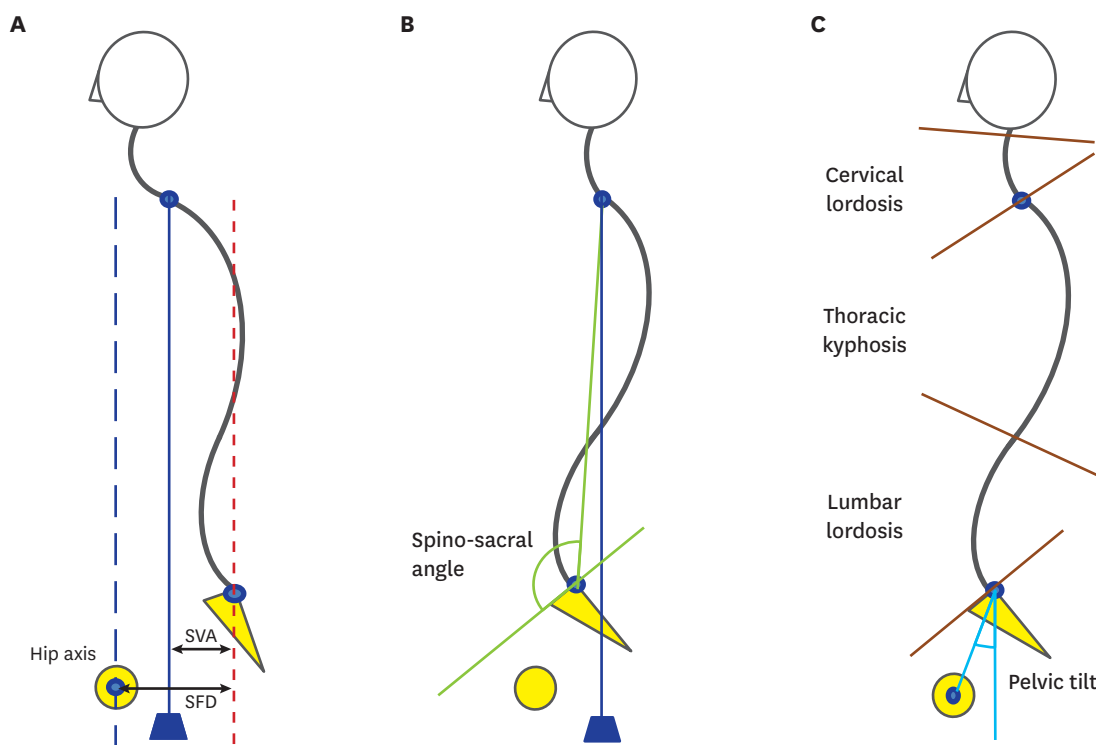 A
B
C
Cervical
lordosis
Thoracic
kyphosis
Lumbar
lordosis
Spino-sacral
angle
SVA
Hip axis
SFD
Pelvic tilt